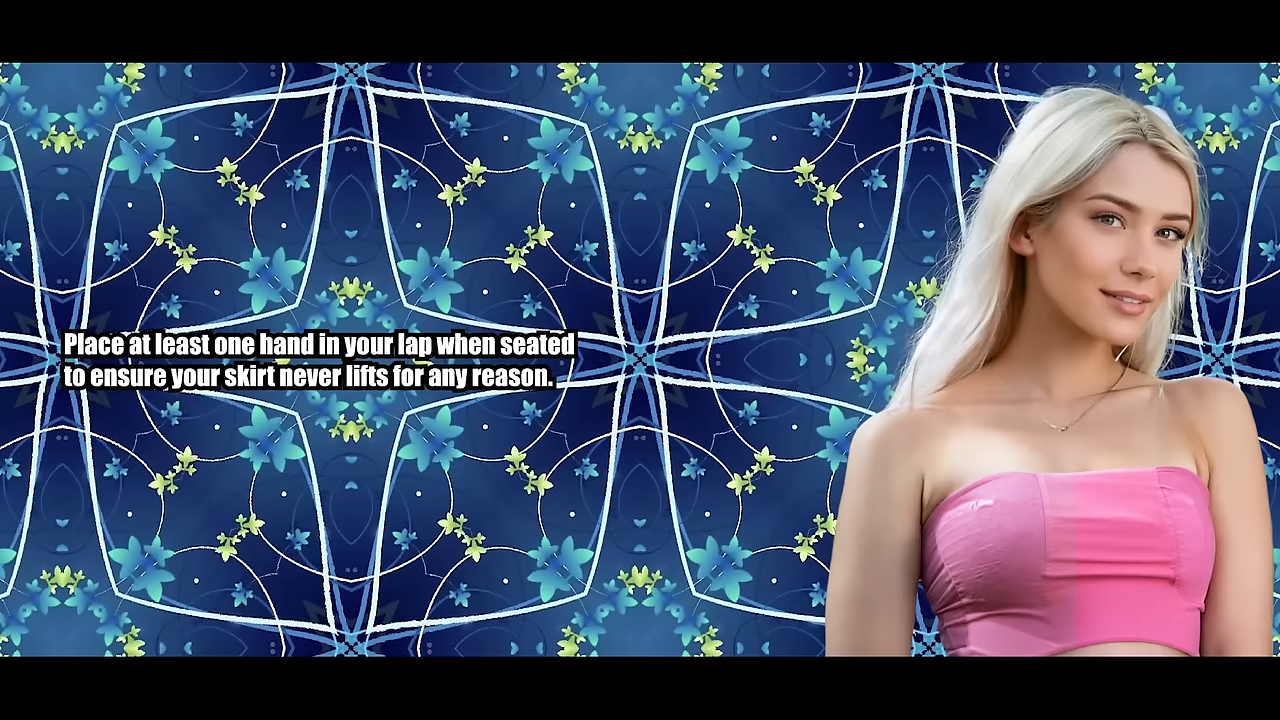 Place at least one hand in your lap when seated
to ensure your skirt never lifts for any reason.